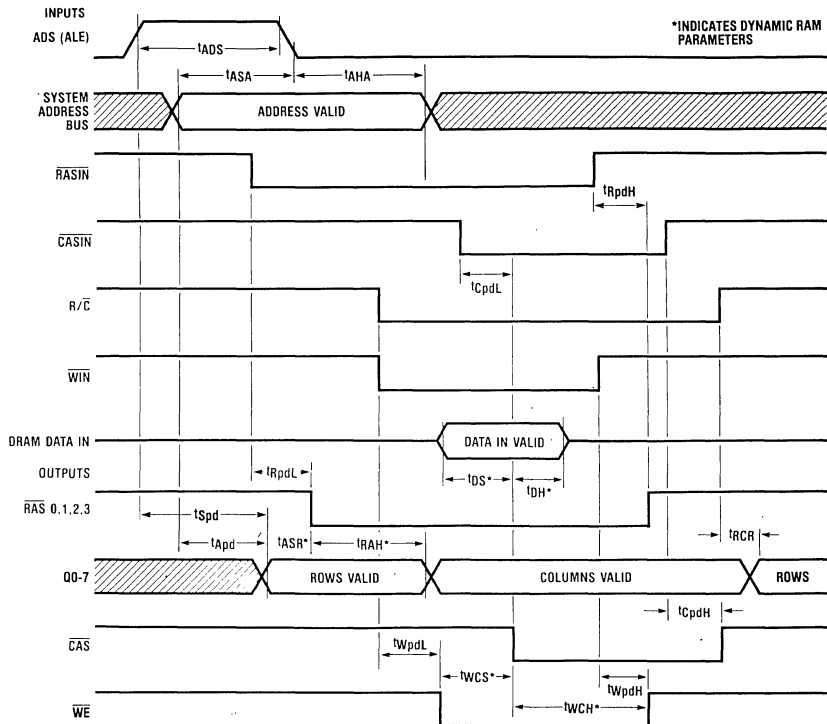 INPUTS
ADS (ALE)
*INDICATES DYNAMIC RAM
PARAMETERS
tADS
tASA
tAHA
SYSTEM
ADDRESS
BUS
ADDRESS VALID
RASIN
tRpdH
CASIN
tCpdL
R/C
WIN
DRAM DATA IN
DATA IN VALID
OUTPUTS
tRpdL
tDS*
tDH*
RAS 0,1,2,3
tSpd
tApd
tASR*
tRAH*
tRCR
Q0-7
ROWS VALID
COLUMNS VALID
ROWS
tCpdH
CAS
tWpdL
tWCS*
tWpdH
tWCH*
WE